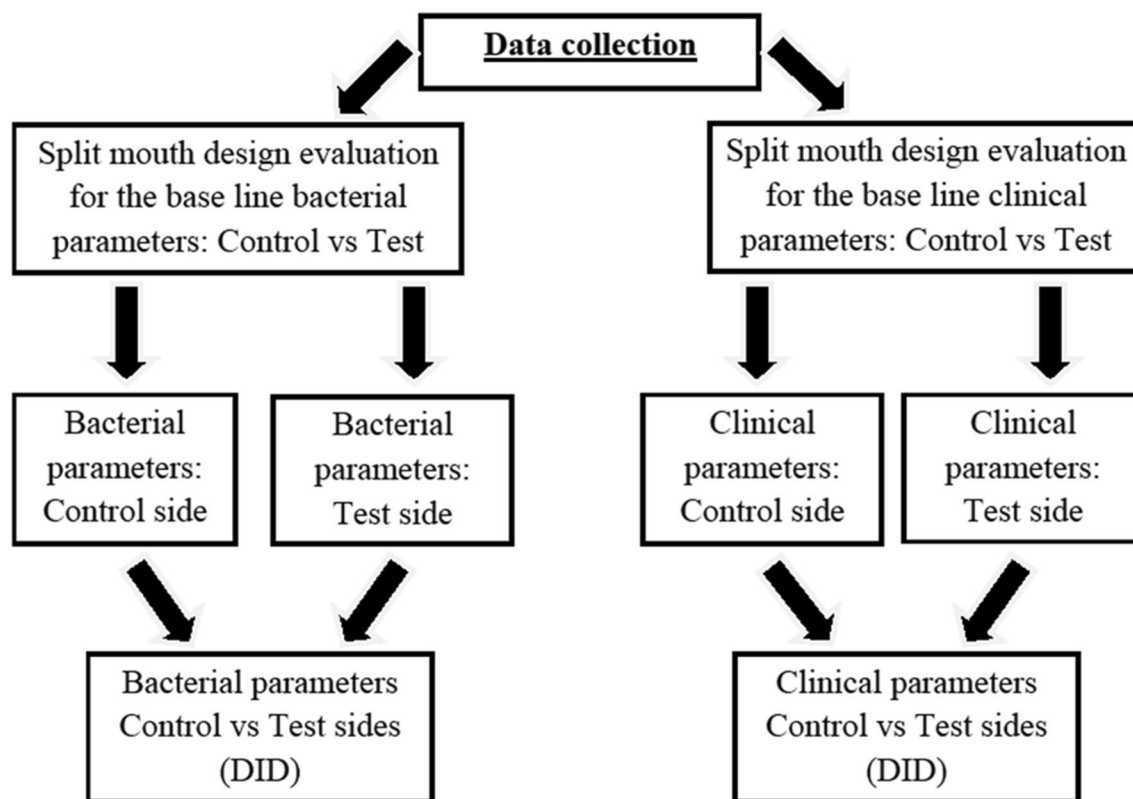 Data collection
Split mouth design evaluation
for the base line bacterial
parameters: Control vs Test
Split mouth design evaluation
for the base line clinical
parameters: Control vs Test
Bacterial
parameters:
Control side
Bacterial
parameters:
Test side
Clinical
parameters:
Control side
Clinical
parameters:
Test side
Bacterial parameters
Control vs Test sides
(DID)
Clinical parameters
Control vs Test sides
(DID)